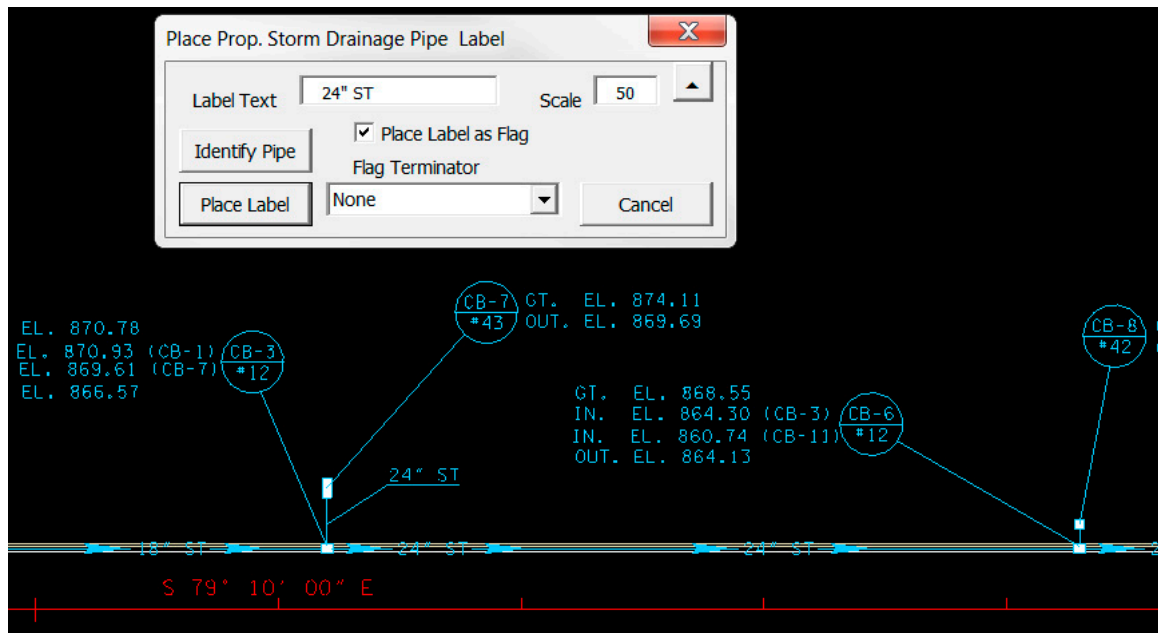 Place Prop. Storm Drainage Pipe Label
Label Text 24" ST Scale 50
Place Label as Flag
Identify Pipe
Flag Terminator
Place Label None Cancel
CB-7 GT. EL. 874.11
#43 OUT. EL. 869.69
EL. 870.78
EL. 870.93 (CB-1) CB-3
EL. 869.61 (CB-7) #12
EL. 866.57
CB-8
#42
GT. EL. 868.55
IN. EL. 864.30 (CB-3) CB-6
IN. EL. 860.74 (CB-11) #12
OUT. EL. 864.13
24" ST
18" ST 24" ST 24" ST
S 79° 10' 00" E